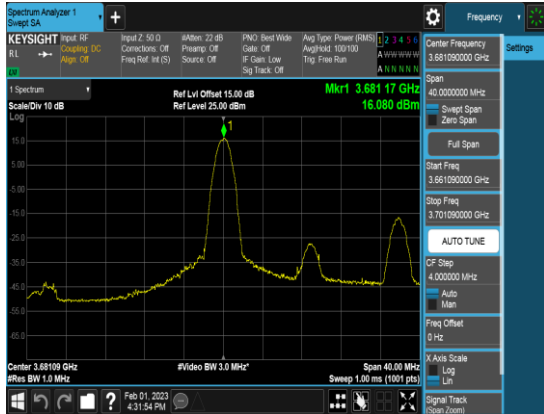 Spectrum Analyzer 1
Swept SA
Frequency
KEYSIGHT
RL
Input: RF
Coupling: DC
Align: Off
Input Z: 50 Ω
Corrections: Off
Freq Ref: Int (S)
#Atten: 22 dB
Preamp: Off
Source: Off
PNO: Best Wide
Gate: Off
IF Gain: Low
Sig Track: Off
Avg Type: Power (RMS)
Avg|Hold: 100/100
Trig: Free Run
1 2 3 4 5 6
A W W W W W
A N N N N N
1 Spectrum
Scale/Div 10 dB
Ref Lvl Offset 15.00 dB
Ref Level 25.00 dBm
Mkr1 3.681 17 GHz
16.080 dBm
Log
1
15.0
5.00
-5.00
-15.0
-25.0
-35.0
-45.0
-55.0
-65.0
Center 3.68109 GHz
#Res BW 1.0 MHz
#Video BW 3.0 MHz*
Span 40.00 MHz
Sweep 1.00 ms (1001 pts)
Center Frequency
3.681090000 GHz
Span
40.0000000 MHz
Swept Span
Zero Span
Full Span
Start Freq
3.661090000 GHz
Stop Freq
3.701090000 GHz
AUTO TUNE
CF Step
4.000000 MHz
Auto
Man
Freq Offset
0 Hz
X Axis Scale
Log
Lin
Signal Track
(Span Zoom)
Settings
Feb 01, 2023
4:31:54 PM